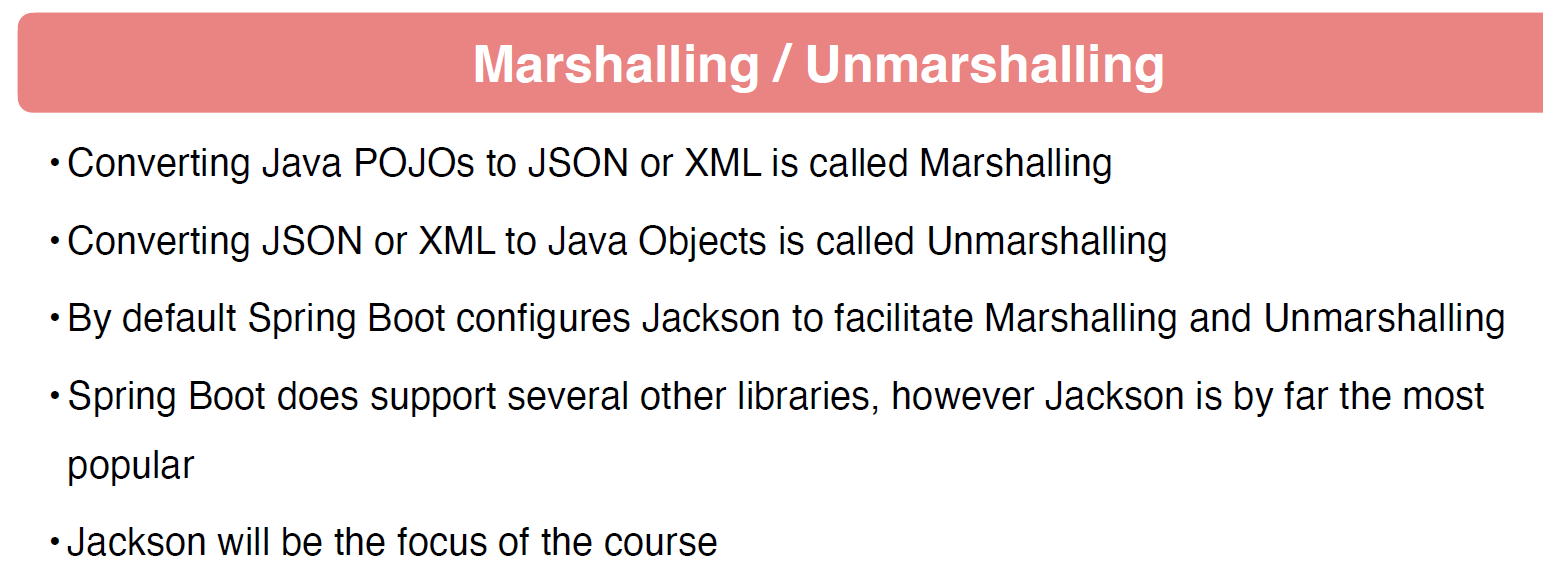 Marshalling / Unmarshalling
• Converting Java POJOs to JSON or XML is called Marshalling
• Converting JSON or XML to Java Objects is called Unmarshalling
• By default Spring Boot configures Jackson to facilitate Marshalling and Unmarshalling
• Spring Boot does support several other libraries, however Jackson is by far the most
popular
• Jackson will be the focus of the course